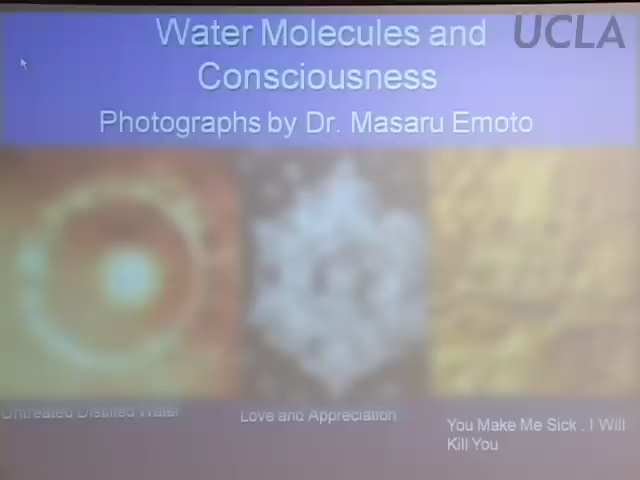 Water Molecules and
UCLA
Consciousness
Photographs by Dr. Masaru Emoto
Untreated Distilled Water
Love and Appreciation
You Make Me Sick . I Will
Kill You